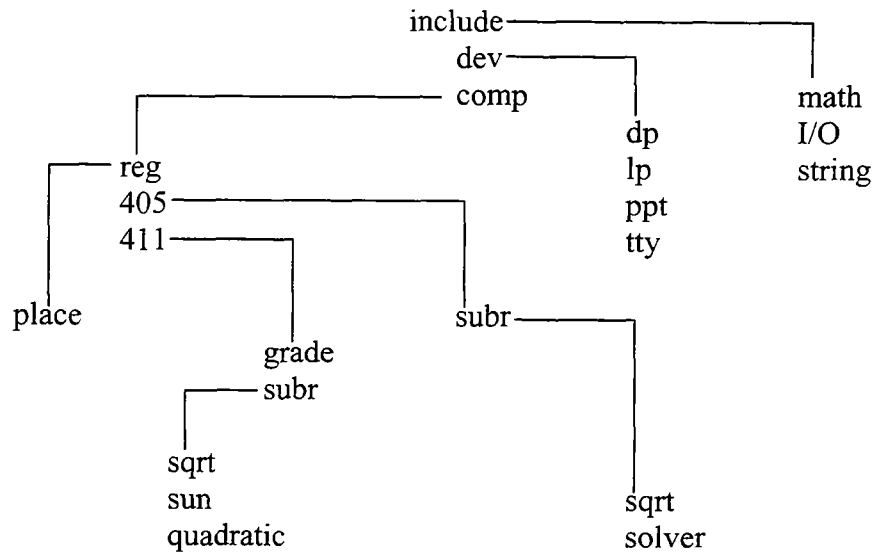 include
dev
comp
math
I/O
string
dp
lp
ppt
tty
reg
405
411
place
subr
grade
subr
sqrt
sun
quadratic
sqrt
solver